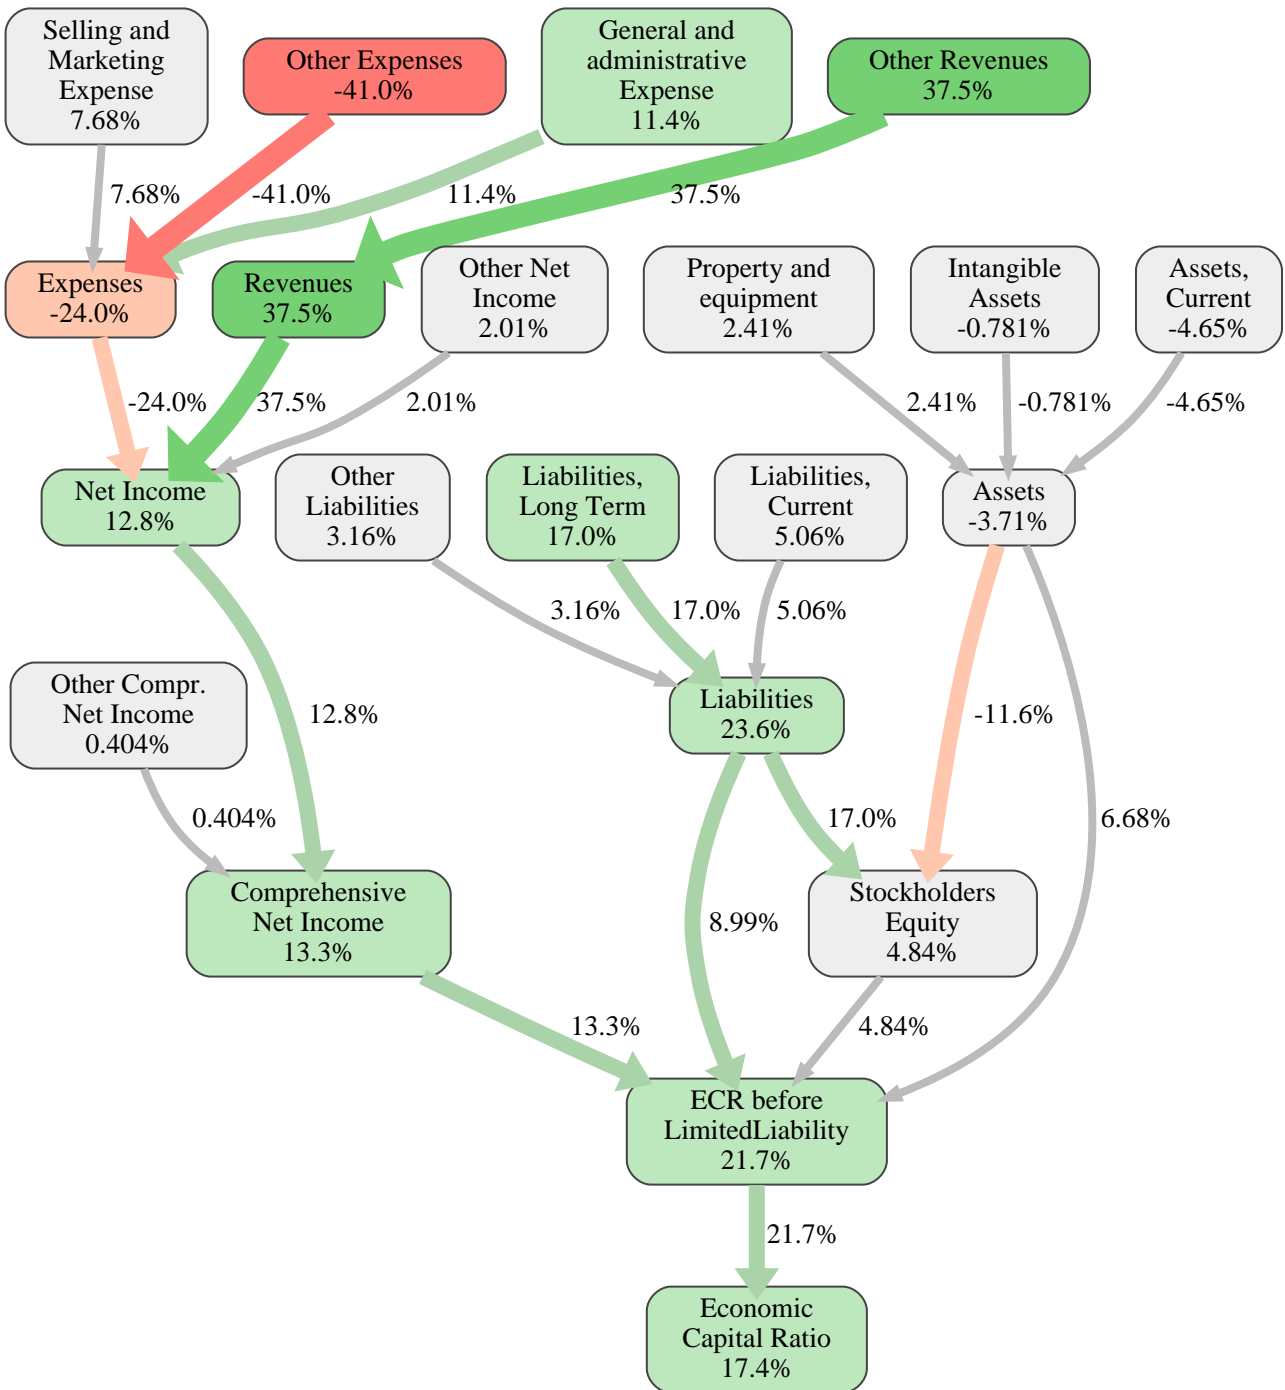 Selling and
Marketing
Expense
7.68%
Other Expenses
-41.0%
General and
administrative
Expense
11.4%
Other Revenues
37.5%
7.68%
-41.0%
11.4%
37.5%
Expenses
-24.0%
Revenues
37.5%
Other Net
Income
2.01%
Property and
equipment
2.41%
Intangible
Assets
-0.781%
Assets,
Current
-4.65%
-24.0%
37.5%
2.01%
2.41%
-0.781%
-4.65%
Net Income
12.8%
Other
Liabilities
3.16%
Liabilities,
Long Term
17.0%
Liabilities,
Current
5.06%
Assets
-3.71%
3.16%
17.0%
5.06%
Other Compr.
Net Income
0.404%
12.8%
Liabilities
23.6%
-11.6%
0.404%
17.0%
6.68%
Comprehensive
Net Income
13.3%
8.99%
Stockholders
Equity
4.84%
13.3%
4.84%
ECR before
LimitedLiability
21.7%
21.7%
Economic
Capital Ratio
17.4%